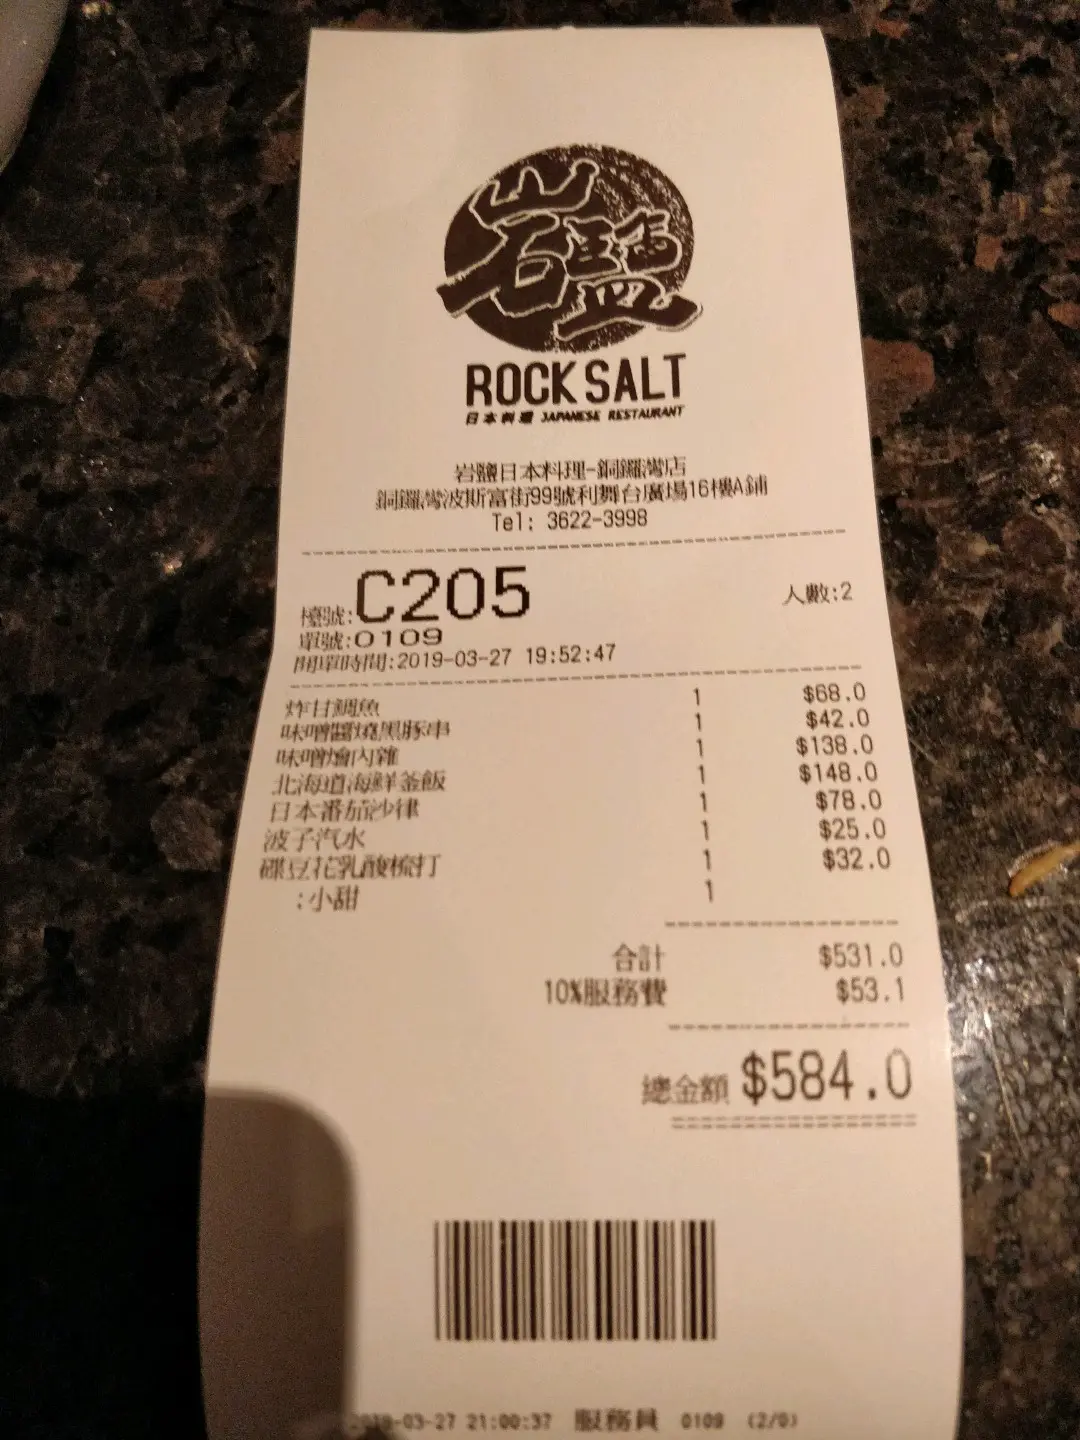 岩鹽
ROCK SALT
日本料理 JAPANESE RESTAURANT
岩鹽日本料理-銅鑼灣店
銅鑼灣波斯富街99號利舞台廣場16樓A鋪
Tel: 3622-3998
檯號:C205 人數:2
單號:0109
開單時間:2019-03-27 19:52:47
炸甘鯛魚 1 $68.0
味噌醬燒黑豚串 1 $42.0
味噌燴內雜 1 $138.0
北海道海鮮釜飯 1 $148.0
日本番茄沙律 1 $78.0
波子汽水 1 $25.0
碟豆花乳酸梳打 1 $32.0
:小甜 1
合計 $531.0
10%服務費 $53.1
總金額 $584.0
2019-03-27 21:00:37 服務員 0109 (2/0)